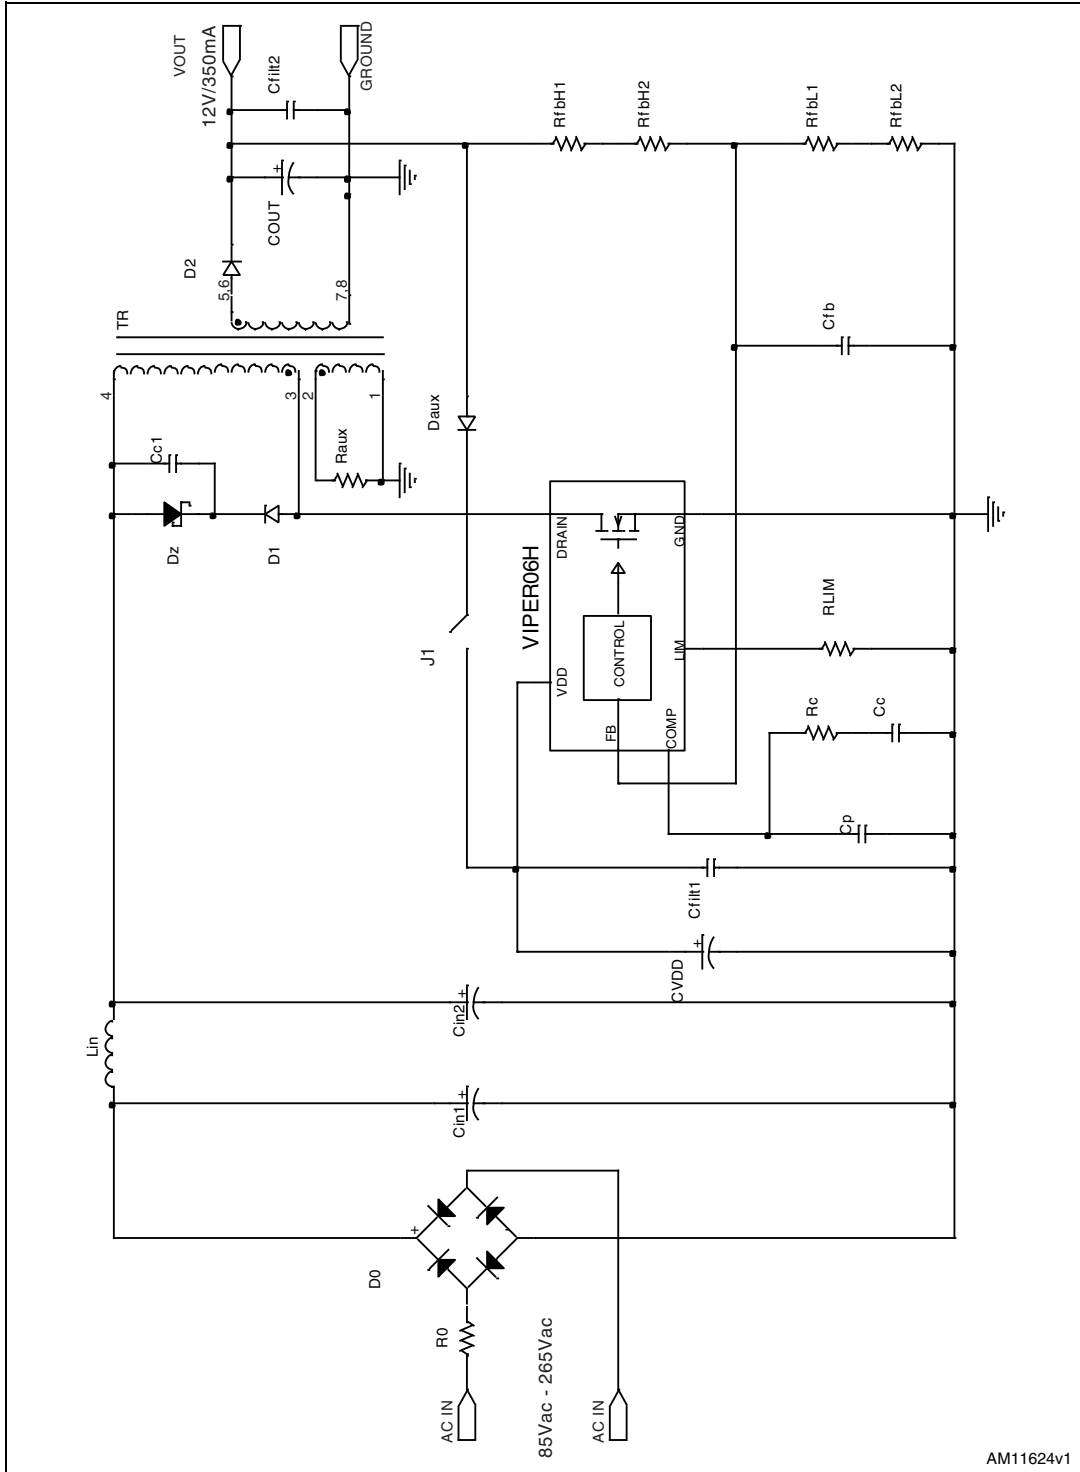 AC IN
R0
85Vac - 265Vac
AC IN
D0
+
-
Cin1
+
Lin
Cin2
+
CVDD
+
Cfilt1
Cp
Rc
Cc
RLIM
J1
VIPER06H
VDD
DRAIN
CONTROL
FB
COMP
LIM
GND
Dz
D1
Cc1
Raux
Daux
Cfb
4
3
2
1
TR
5,6
7,8
D2
COUT
+
Cfilt2
VOUT
12V/350mA
GROUND
RfbH1
RfbH2
RfbL1
RfbL2
AM11624v1